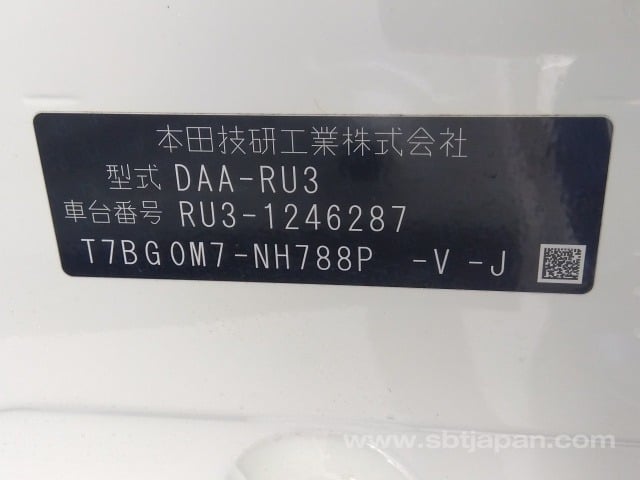 本田技研工業株式会社
型式 DAA-RU3
車台番号 RU3-1246287
T7BG0M7-NH788P -V -J
www.sbtjapan.com